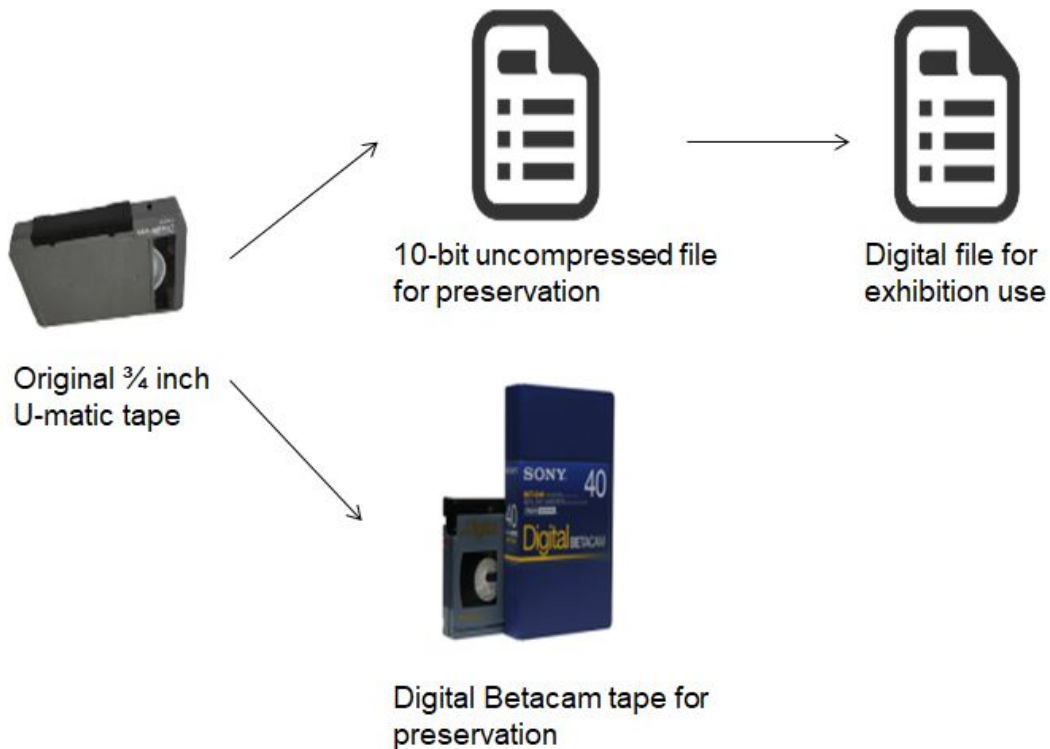 10-bit uncompressed file
for preservation
Digital file for
exhibition use
Original ¾ inch
U-matic tape
SONY
40
40
Digital BETACAM
Digital Betacam tape for
preservation